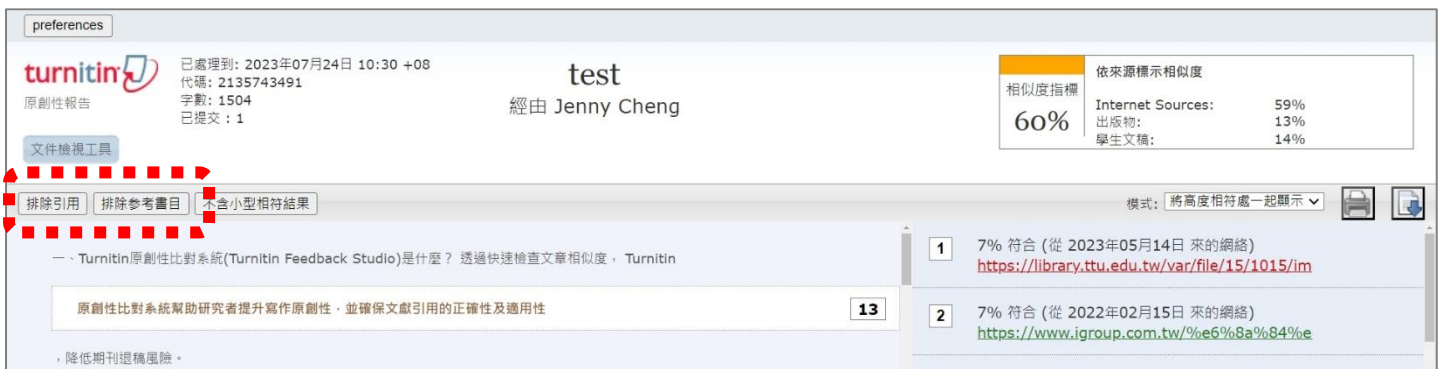 preferences
turnitin
原創性報告
已處理到: 2023年07月24日 10:30 +08
代碼: 2135743491
字數: 1504
已提交 : 1
test
經由 Jenny Cheng
相似度指標
60%
依來源標示相似度
Internet Sources: 59%
出版物: 13%
學生文稿: 14%
文件檢視工具
排除引用 排除參考書目 不含小型相符結果
模式: 將高度相符處一起顯示
一、Turnitin原創性比對系統(Turnitin Feedback Studio)是什麼？ 透過快速檢查文章相似度， Turnitin
原創性比對系統幫助研究者提升寫作原創性，並確保文獻引用的正確性及適用性
13
，降低期刊退稿風險。
1 7% 符合 (從 2023年05月14日 來的網絡)
https://library.ttu.edu.tw/var/file/15/1015/im
2 7% 符合 (從 2022年02月15日 來的網絡)
https://www.igroup.com.tw/%e6%8a%84%e